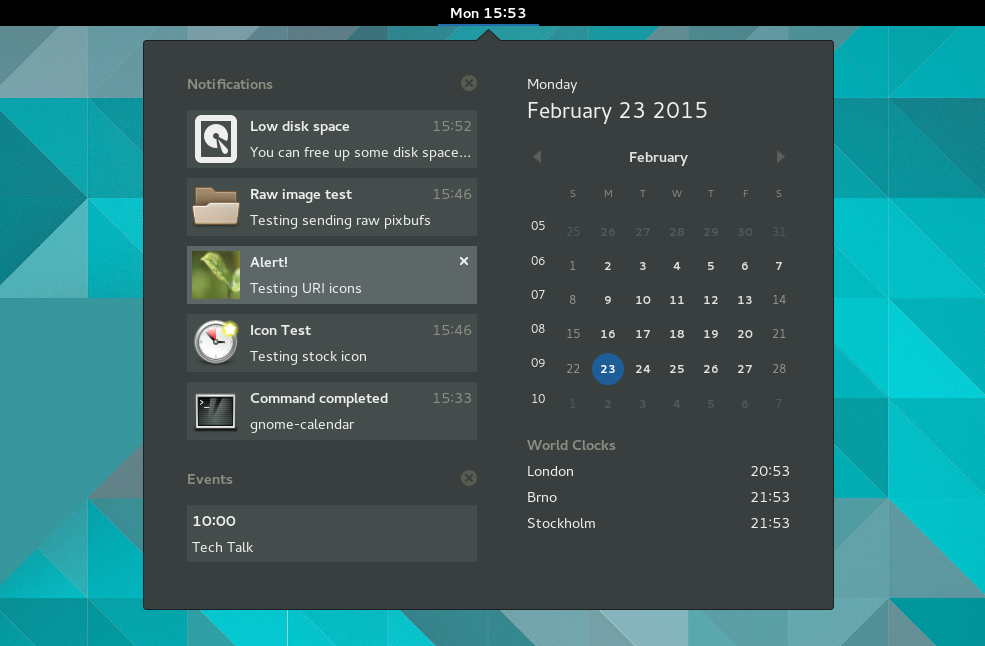 Mon 15:53
Notifications
Low disk space 15:52
You can free up some disk space…
Raw image test 15:46
Testing sending raw pixbufs
Alert!
Testing URI icons
Icon Test 15:46
Testing stock icon
Command completed 15:33
gnome-calendar
Events
10:00
Tech Talk
Monday
February 23 2015
February
S M T W T F S
05 25 26 27 28 29 30 31
06 1 2 3 4 5 6 7
07 8 9 10 11 12 13 14
08 15 16 17 18 19 20 21
09 22 23 24 25 26 27 28
10 1 2 3 4 5 6 7
World Clocks
London 20:53
Brno 21:53
Stockholm 21:53